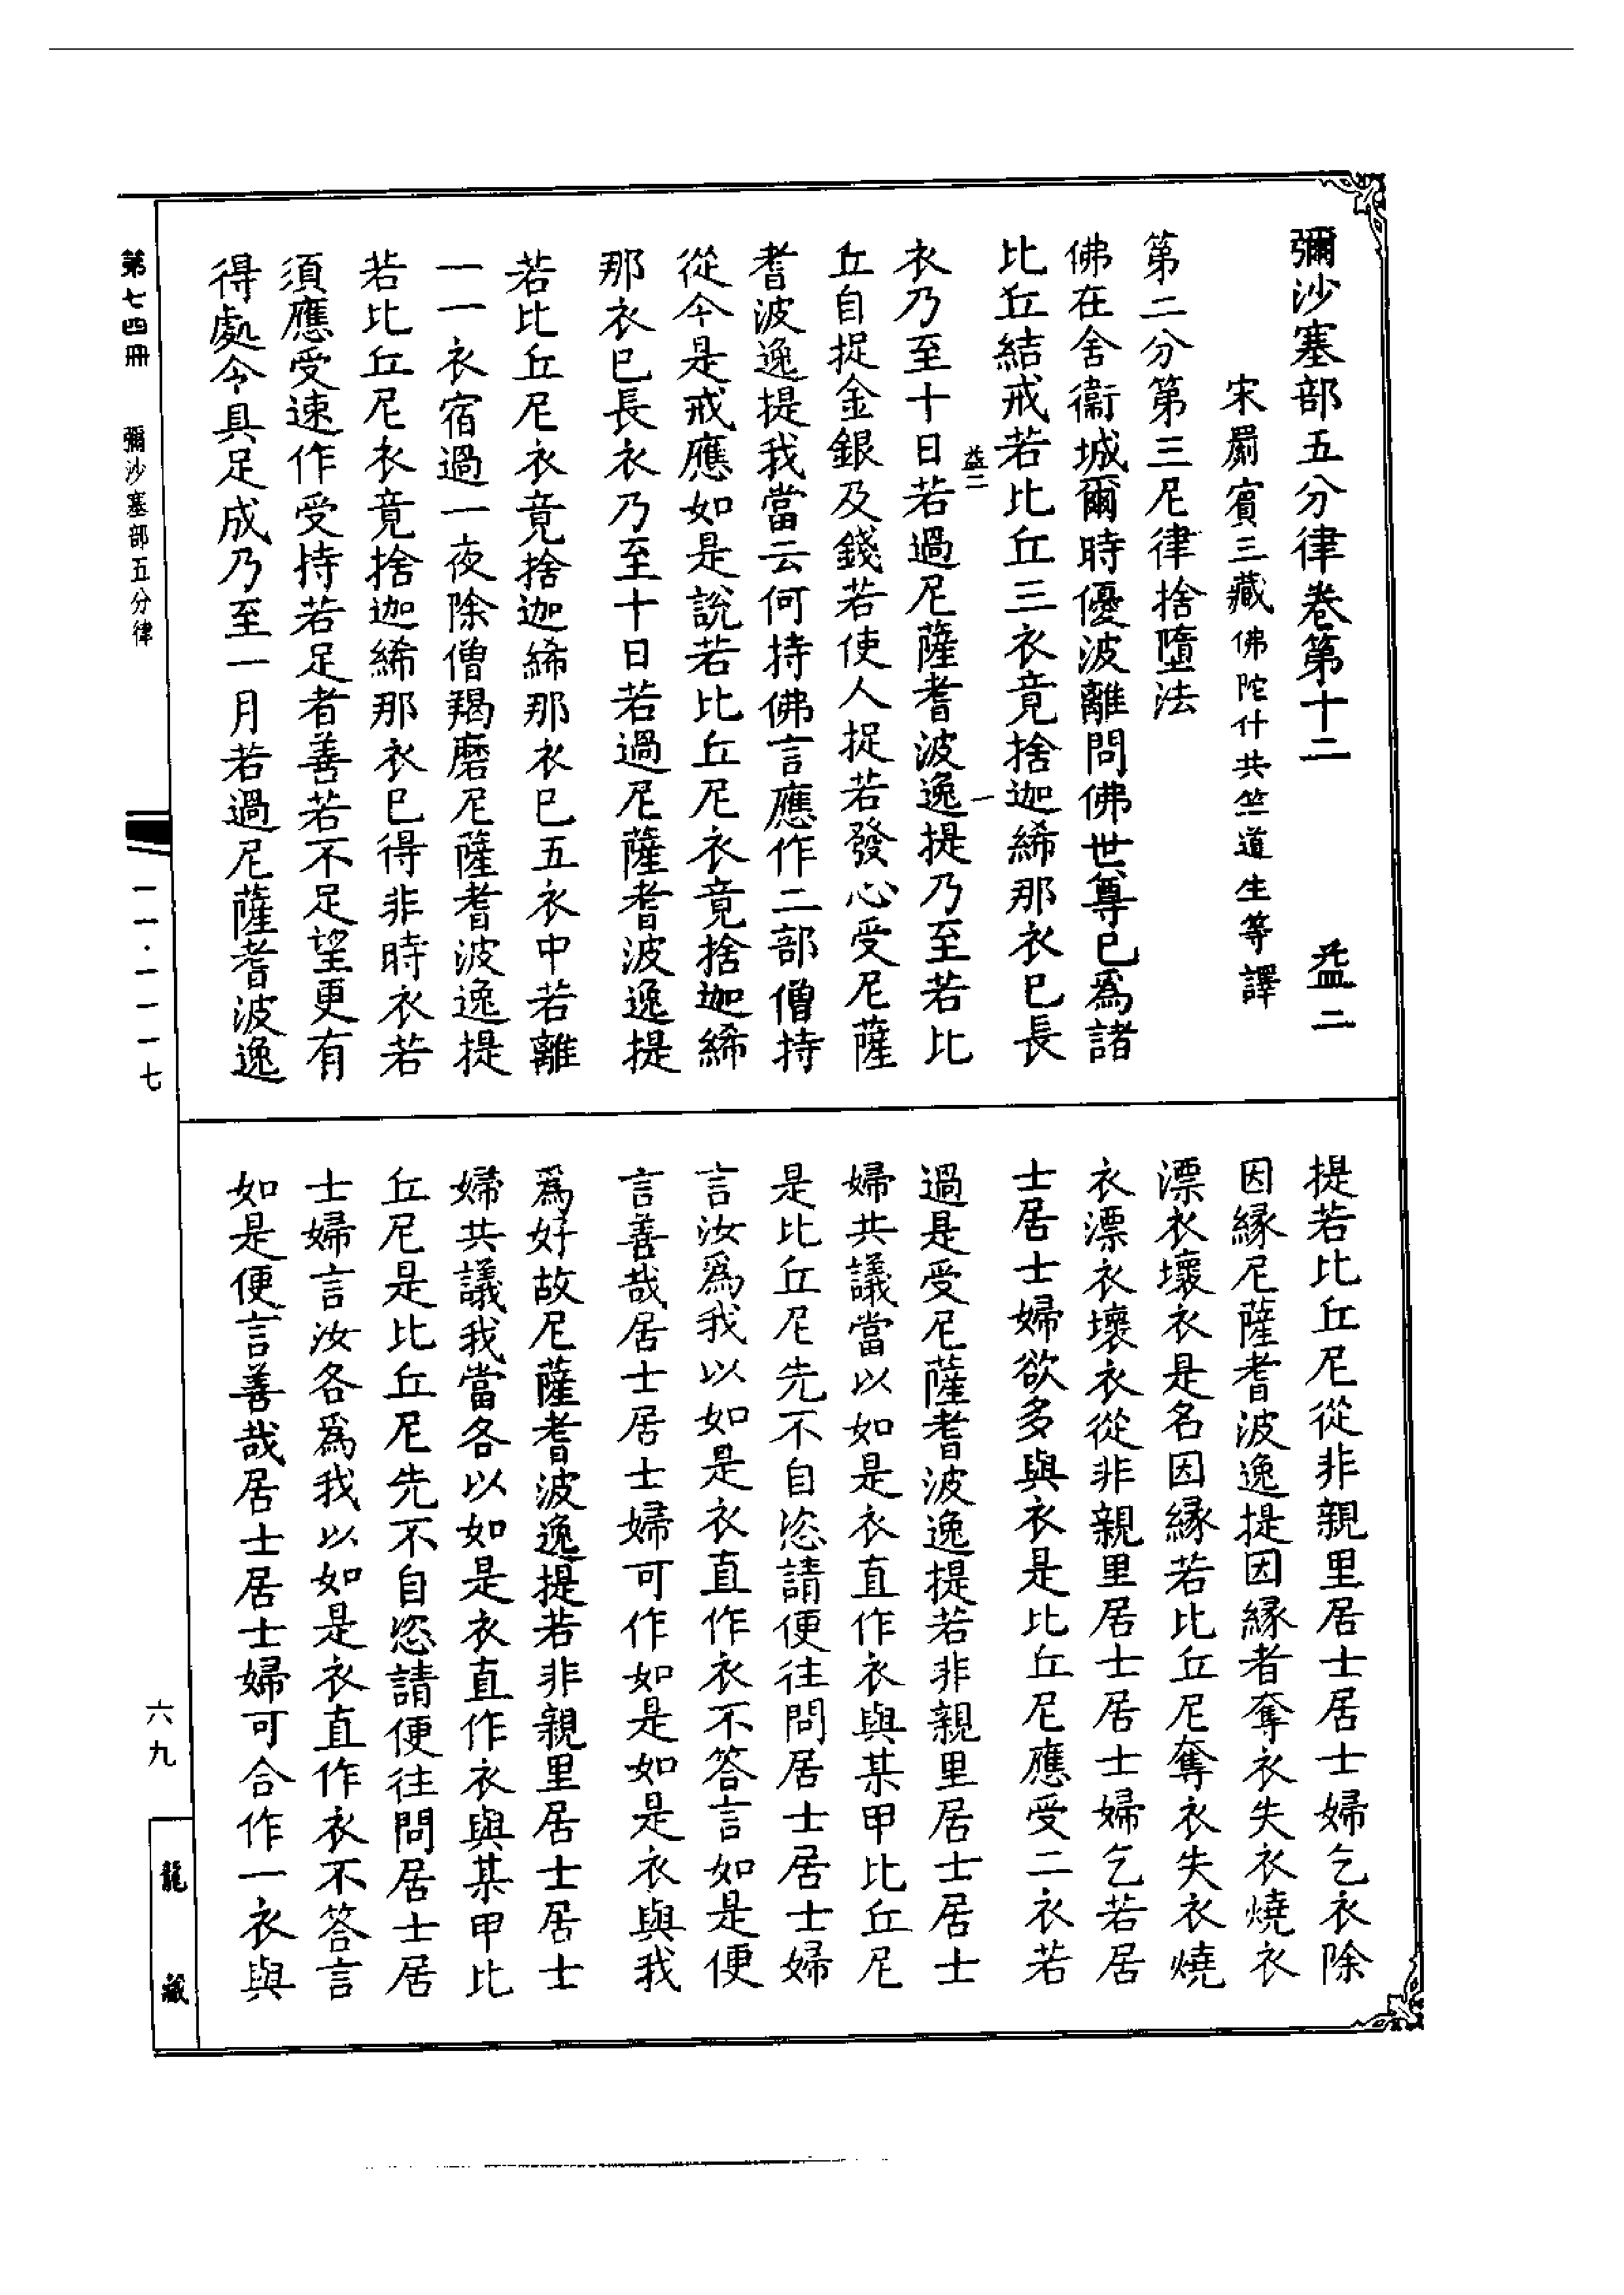 彌沙塞部五分律卷第十二 益二
宋罽賓三藏佛陀什共竺道生等譯
第二分第三尼律捨墮法
佛在舍衞城爾時優波離問佛世尊已爲諸
比丘結戒若比丘三衣竟捨迦絺那衣已長
益二 一
衣乃至十日若過尼薩耆波逸提乃至若比
丘自捉金銀及錢若使人捉若發心受尼薩
耆波逸提我當云何持佛言應作二部僧持
從今是戒應如是說若比丘尼衣竟捨迦絺
那衣已長衣乃至十日若過尼薩耆波逸提
若比丘尼衣竟捨迦絺那衣已五衣中若離
一一衣宿過一夜除僧羯磨尼薩耆波逸提
若比丘尼衣竟捨迦絺那衣已得非時衣若
須應受速作受持若足者善若不足望更有
得處令具足成乃至一月若過尼薩耆波逸
提若比丘尼從非親里居士居士婦乞衣除
因緣尼薩耆波逸提因緣者奪衣失衣燒衣
漂衣壞衣是名因緣若比丘尼奪衣失衣燒
衣漂衣壞衣從非親里居士居士婦乞若居
士居士婦欲多與衣是比丘尼應受二衣若
過是受尼薩耆波逸提若非親里居士居士
婦共議當以如是衣直作衣與某甲比丘尼
是比丘尼先不自恣請便往問居士居士婦
言汝爲我以如是衣直作衣不答言如是便
言善哉居士居士婦可作如是如是衣與我
爲好故尼薩耆波逸提若非親里居士居士
婦共議我當各以如是衣直作衣與某甲比
丘尼是比丘尼先不自恣請便往問居士居
士婦言汝各爲我以如是衣直作衣不答言
如是便言善哉居士居士婦可合作一衣與
第七四冊 彌沙塞部五分律
一一·一一一七
六九
龍藏